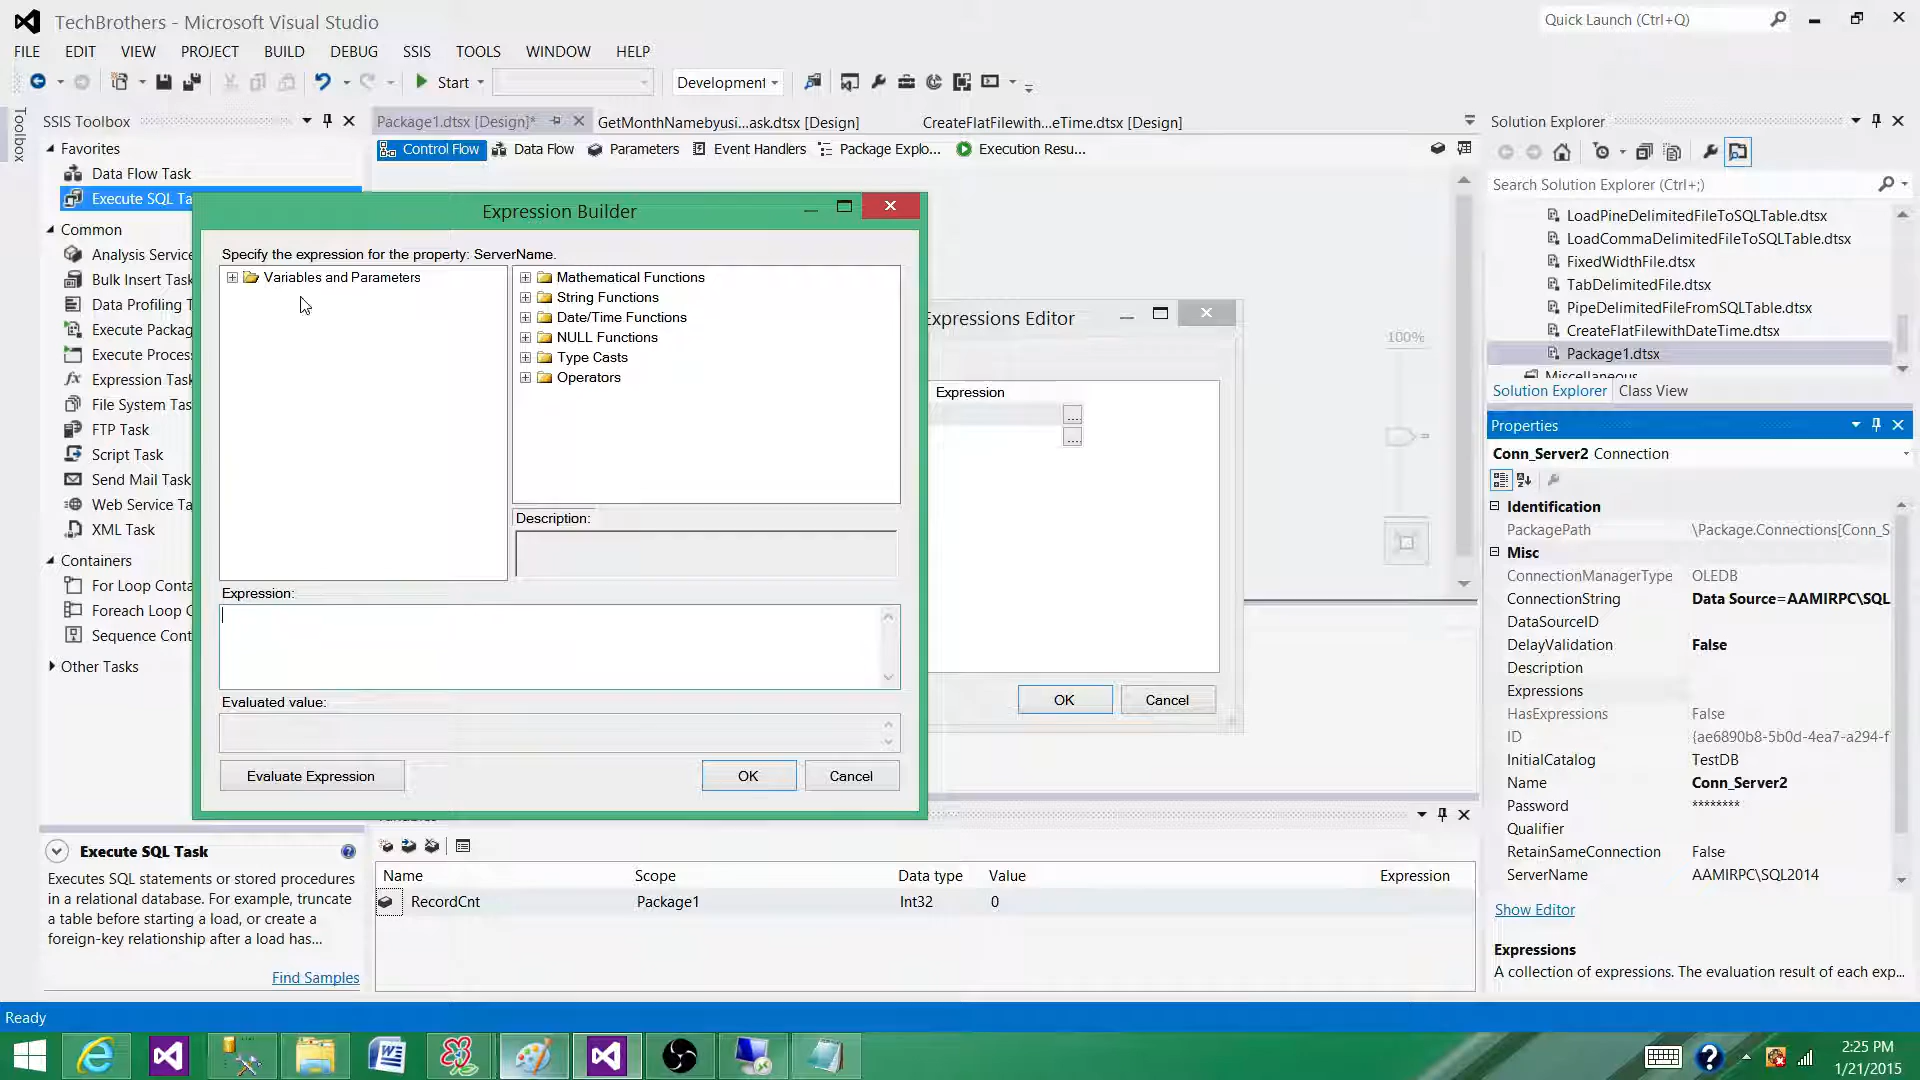 TechBrothers - Microsoft Visual Studio
Quick Launch (Ctrl+Q)
FILE EDIT VIEW PROJECT BUILD DEBUG SSIS TOOLS WINDOW HELP
Start
Development
Toolbox
SSIS Toolbox
Favorites
Data Flow Task
Execute SQL Ta
Common
Analysis Service
Bulk Insert Task
Data Profiling T
Execute Packag
Execute Proces
Expression Task
File System Tas
FTP Task
Script Task
Send Mail Task
Web Service Ta
XML Task
Containers
For Loop Conta
Foreach Loop C
Sequence Cont
Other Tasks
Execute SQL Task
Executes SQL statements or stored procedures
in a relational database. For example, truncate
a table before starting a load, or create a
foreign-key relationship after a load has...
Find Samples
Package1.dtsx [Design]*
GetMonthNamebyusi...ask.dtsx [Design]
CreateFlatFilewith...eTime.dtsx [Design]
Control Flow
Data Flow
Parameters
Event Handlers
Package Explo...
Execution Resu...
Expression Builder
Specify the expression for the property: ServerName.
Variables and Parameters
Mathematical Functions
String Functions
Date/Time Functions
NULL Functions
Type Casts
Operators
Description:
Expression:
Evaluated value:
Evaluate Expression
OK
Cancel
Expressions Editor
Expression
...
...
OK
Cancel
100%
Name Scope Data type Value Expression
RecordCnt Package1 Int32 0
Solution Explorer
Search Solution Explorer (Ctrl+;)
LoadPineDelimitedFileToSQLTable.dtsx
LoadCommaDelimitedFileToSQLTable.dtsx
FixedWidthFile.dtsx
TabDelimitedFile.dtsx
PipeDelimitedFileFromSQLTable.dtsx
CreateFlatFilewithDateTime.dtsx
Package1.dtsx
Miscellaneous
Solution Explorer
Class View
Properties
Conn_Server2 Connection
Identification
PackagePath \Package.Connections[Conn_S
Misc
ConnectionManagerType OLEDB
ConnectionString Data Source=AAMIRPC\SQL
DataSourceID
DelayValidation False
Description
Expressions
HasExpressions False
ID {ae6890b8-5b0d-4ea7-a294-f
InitialCatalog TestDB
Name Conn_Server2
Password ********
Qualifier
RetainSameConnection False
ServerName AAMIRPC\SQL2014
Show Editor
Expressions
A collection of expressions. The evaluation result of each exp...
Ready
2:25 PM
1/21/2015